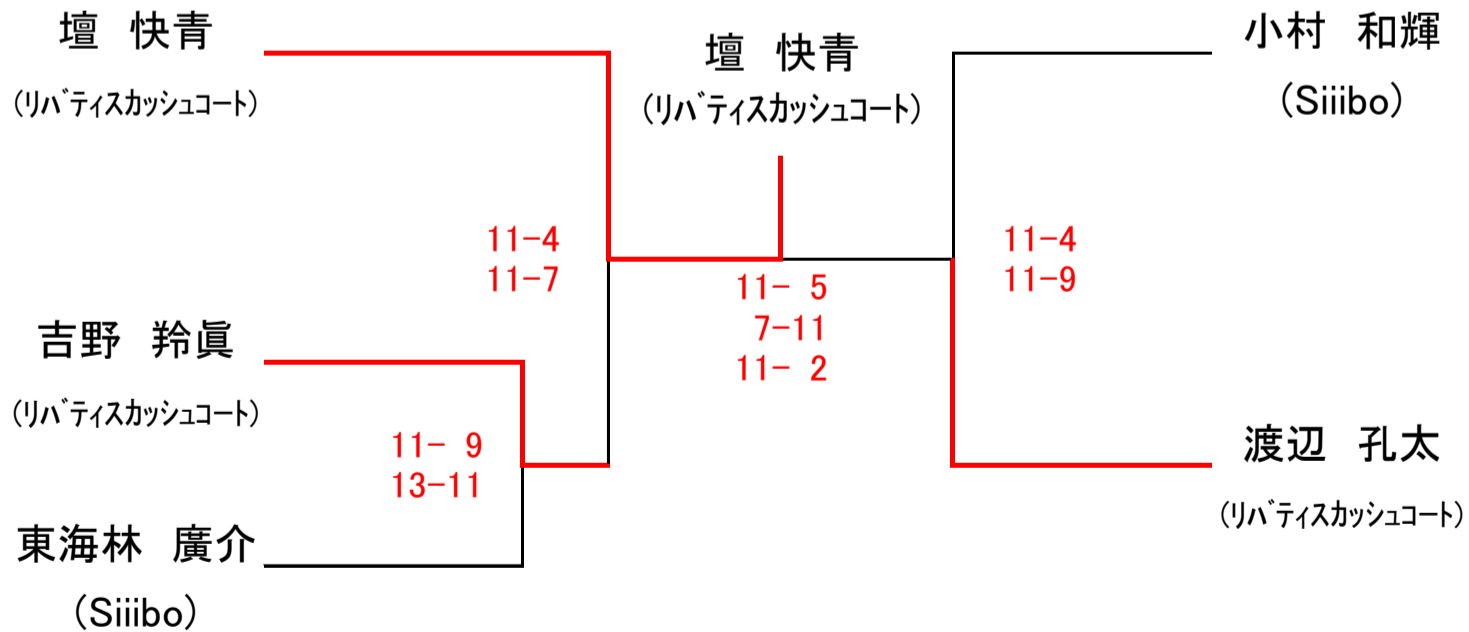 壇　快青
(ﾘﾊﾞﾃｨｽｶｯｼｭｺｰﾄ)
壇　快青
(ﾘﾊﾞﾃｨｽｶｯｼｭｺｰﾄ)
小村　和輝
(Siiibo)
11-4
11-7
11- 5
7-11
11- 2
11-4
11-9
吉野　羚眞
(ﾘﾊﾞﾃｨｽｶｯｼｭｺｰﾄ)
11- 9
13-11
東海林　廣介
(Siiibo)
渡辺　孔太
(ﾘﾊﾞﾃｨｽｶｯｼｭｺｰﾄ)